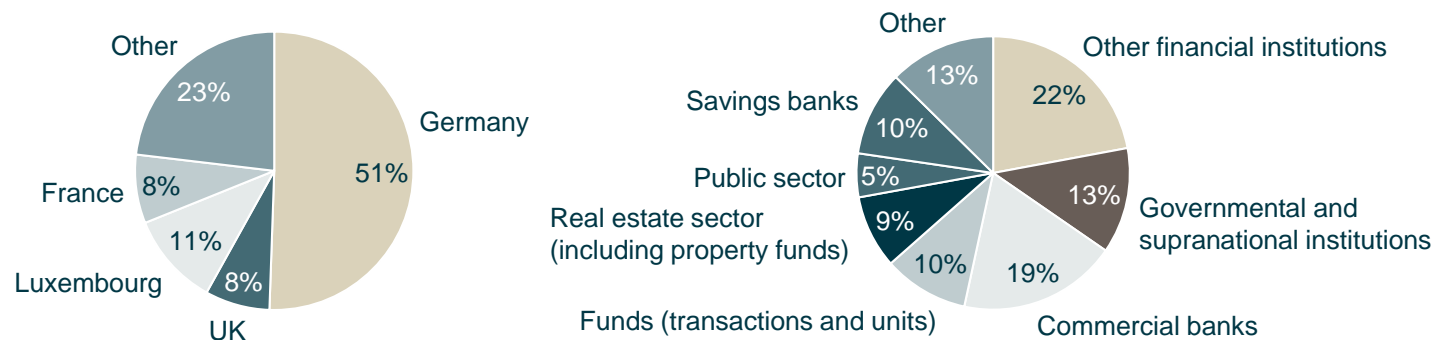 Other
23%
Germany
51%
France
8%
11%
Luxembourg
8%
UK
Other
13%
Other financial institutions
22%
Savings banks
10%
Public sector
5%
13%
Governmental and
supranational institutions
Real estate sector
(including property funds)
9%
10%
19%
Funds (transactions and units)
Commercial banks